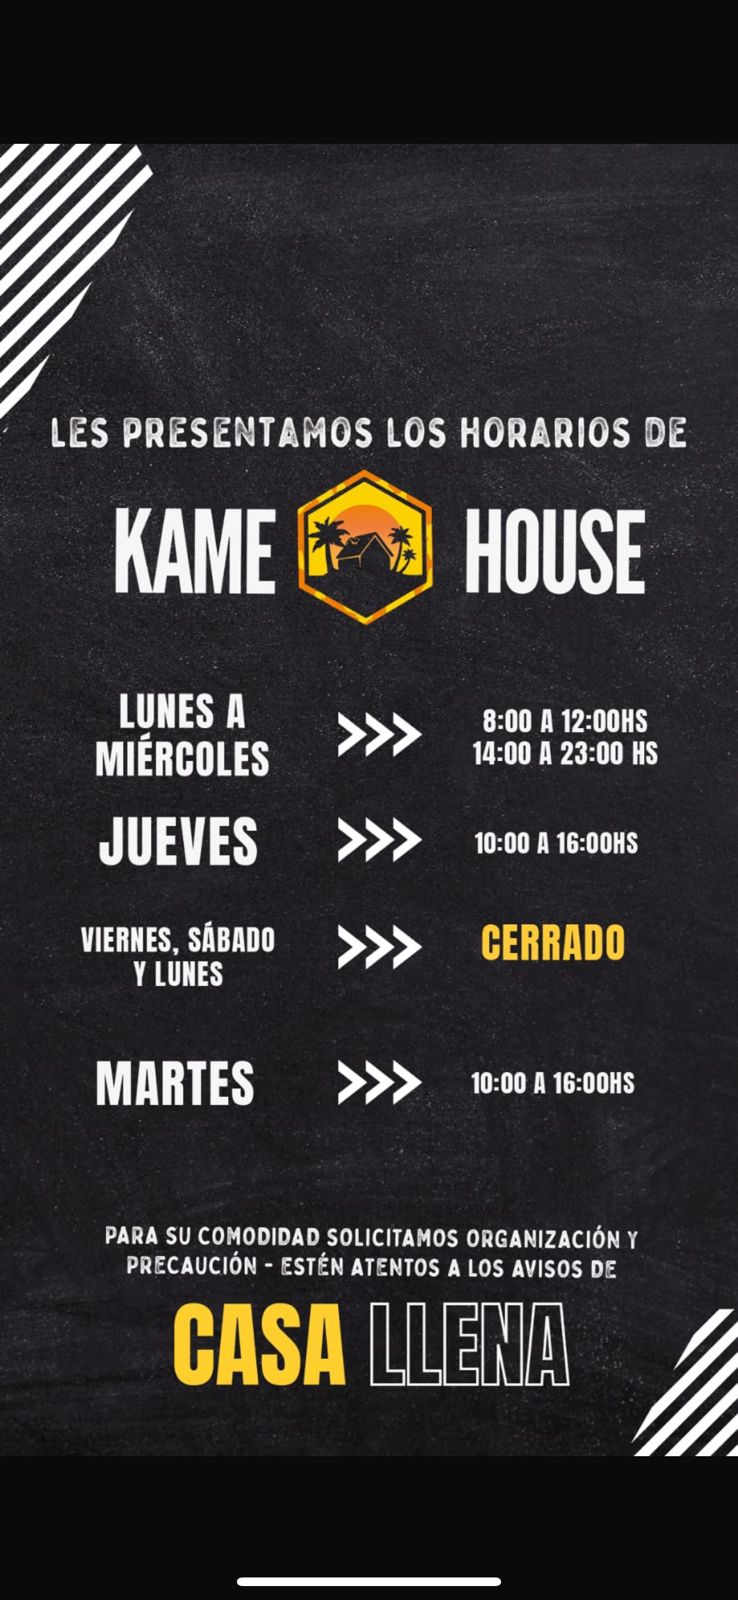 LES PRESENTAMOS LOS HORARIOS DE
KAME HOUSE
LUNES A
MIÉRCOLES
8:00 A 12:00HS
14:00 A 23:00 HS
JUEVES
10:00 A 16:00HS
VIERNES, SÁBADO
Y LUNES
CERRADO
MARTES
10:00 A 16:00HS
PARA SU COMODIDAD SOLICITAMOS ORGANIZACIÓN Y
PRECAUCIÓN - ESTÉN ATENTOS A LOS AVISOS DE
CASA LLENA